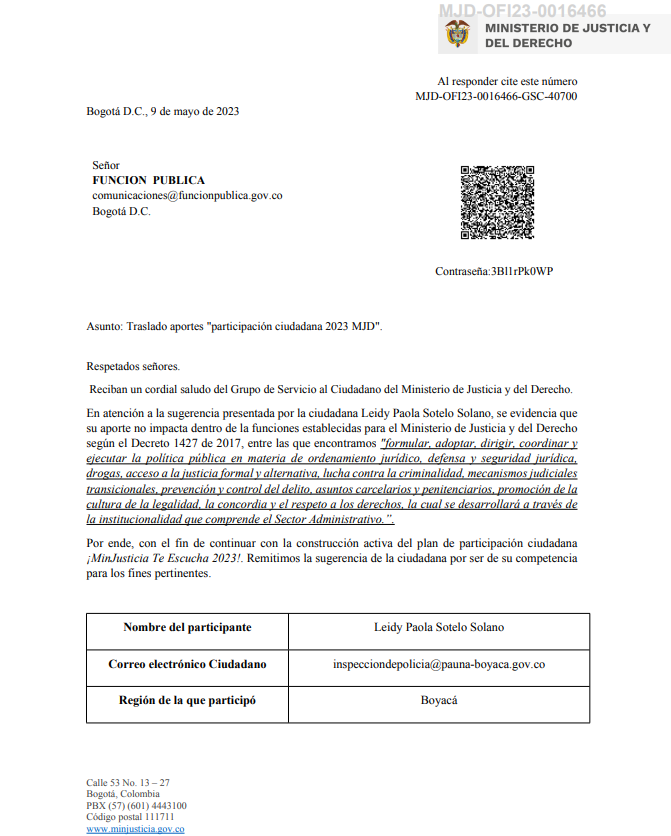 MJD-OFI23-0016466
MINISTERIO DE JUSTICIA Y
DEL DERECHO
Al responder cite este número
MJD-OFI23-0016466-GSC-40700
Bogotá D.C., 9 de mayo de 2023
Señor
FUNCION PUBLICA
comunicaciones@funcionpublica.gov.co
Bogotá D.C.
Contraseña:3Bl1rPk0WP
Asunto: Traslado aportes "participación ciudadana 2023 MJD".
Respetados señores.
Reciban un cordial saludo del Grupo de Servicio al Ciudadano del Ministerio de Justicia y del Derecho.
En atención a la sugerencia presentada por la ciudadana Leidy Paola Sotelo Solano, se evidencia que
su aporte no impacta dentro de la funciones establecidas para el Ministerio de Justicia y del Derecho
según el Decreto 1427 de 2017, entre las que encontramos "formular, adoptar, dirigir, coordinar y
ejecutar la política pública en materia de ordenamiento jurídico, defensa y seguridad jurídica,
drogas, acceso a la justicia formal y alternativa, lucha contra la criminalidad, mecanismos judiciales
transicionales, prevención y control del delito, asuntos carcelarios y penitenciarios, promoción de la
cultura de la legalidad, la concordia y el respeto a los derechos, la cual se desarrollará a través de
la institucionalidad que comprende el Sector Administrativo.”.
Por ende, con el fin de continuar con la construcción activa del plan de participación ciudadana
¡MinJusticia Te Escucha 2023!. Remitimos la sugerencia de la ciudadana por ser de su competencia
para los fines pertinentes.
Nombre del participante Leidy Paola Sotelo Solano
Correo electrónico Ciudadano inspecciondepolicia@pauna-boyaca.gov.co
Región de la que participó Boyacá
Calle 53 No. 13 – 27
Bogotá, Colombia
PBX (57) (601) 4443100
Código postal 111711
www.minjusticia.gov.co